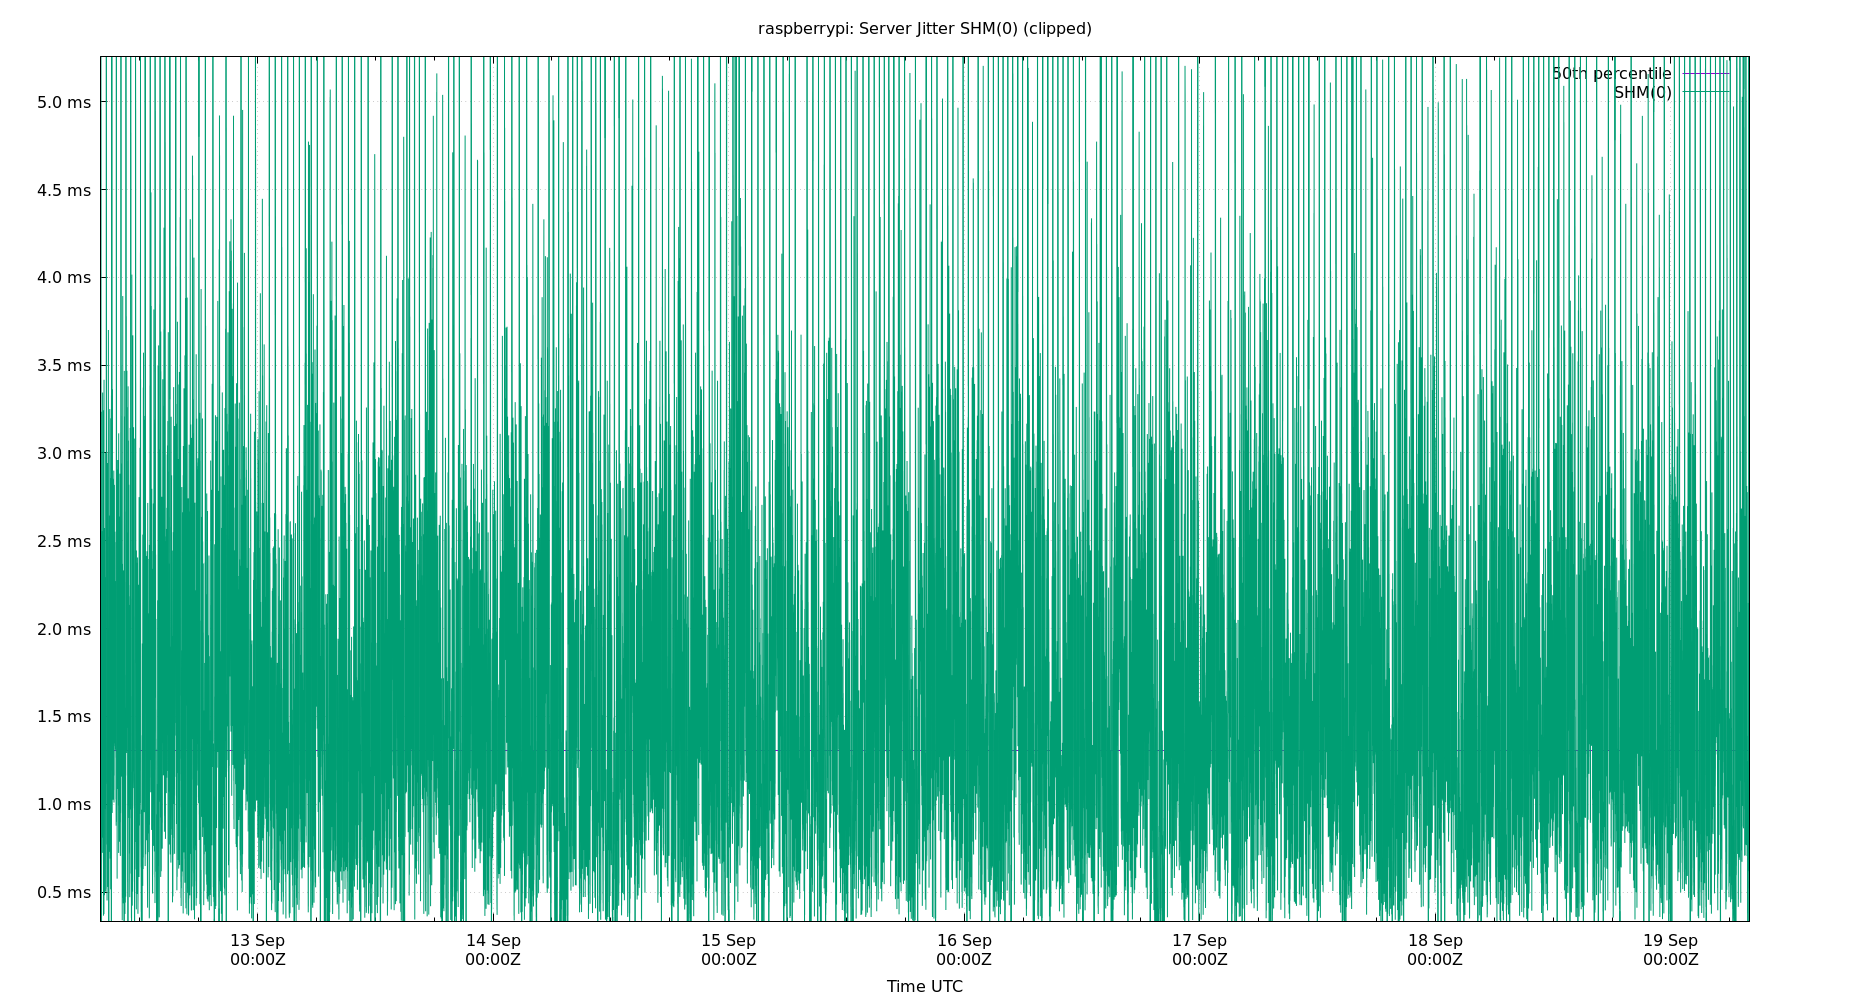 raspberrypi: Server Jitter SHM(0) (clipped)
50th percentile
SHM(0)
5.0 ms
4.5 ms
4.0 ms
3.5 ms
3.0 ms
2.5 ms
2.0 ms
1.5 ms
1.0 ms
0.5 ms
13 Sep 14 Sep 15 Sep 16 Sep 17 Sep 18 Sep 19 Sep
00:00Z 00:00Z 00:00Z 00:00Z 00:00Z 00:00Z 00:00Z
Time UTC